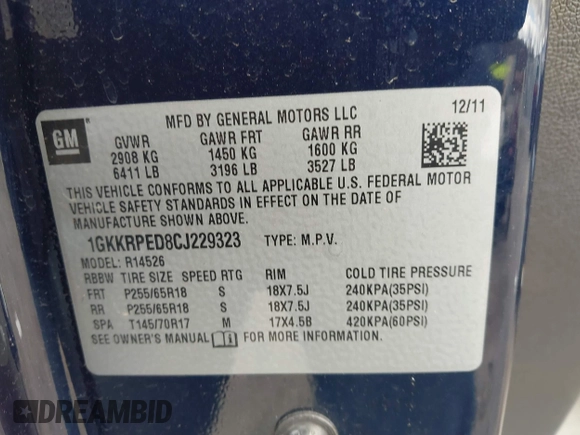 MFD BY GENERAL MOTORS LLC 12/11
GM
GVWR GAWR FRT GAWR RR
2908 KG 1450 KG 1600 KG
6411 LB 3196 LB 3527 LB
THIS VEHICLE CONFORMS TO ALL APPLICABLE U.S. FEDERAL MOTOR
VEHICLE SAFETY STANDARDS IN EFFECT ON THE DATE OF
MANUFACTURE SHOWN ABOVE.
1GKKRPED8CJ229323 TYPE: M.P.V.
MODEL: R14526
RBBW TIRE SIZE SPEED RTG RIM COLD TIRE PRESSURE
FRT P255/65R18 S 18X7.5J 240KPA(35PSI)
RR P255/65R18 S 18X7.5J 240KPA(35PSI)
SPA T145/70R17 M 17X4.5B 420KPA(60PSI)
SEE OWNER'S MANUAL FOR MORE INFORMATION.
DREAMBID